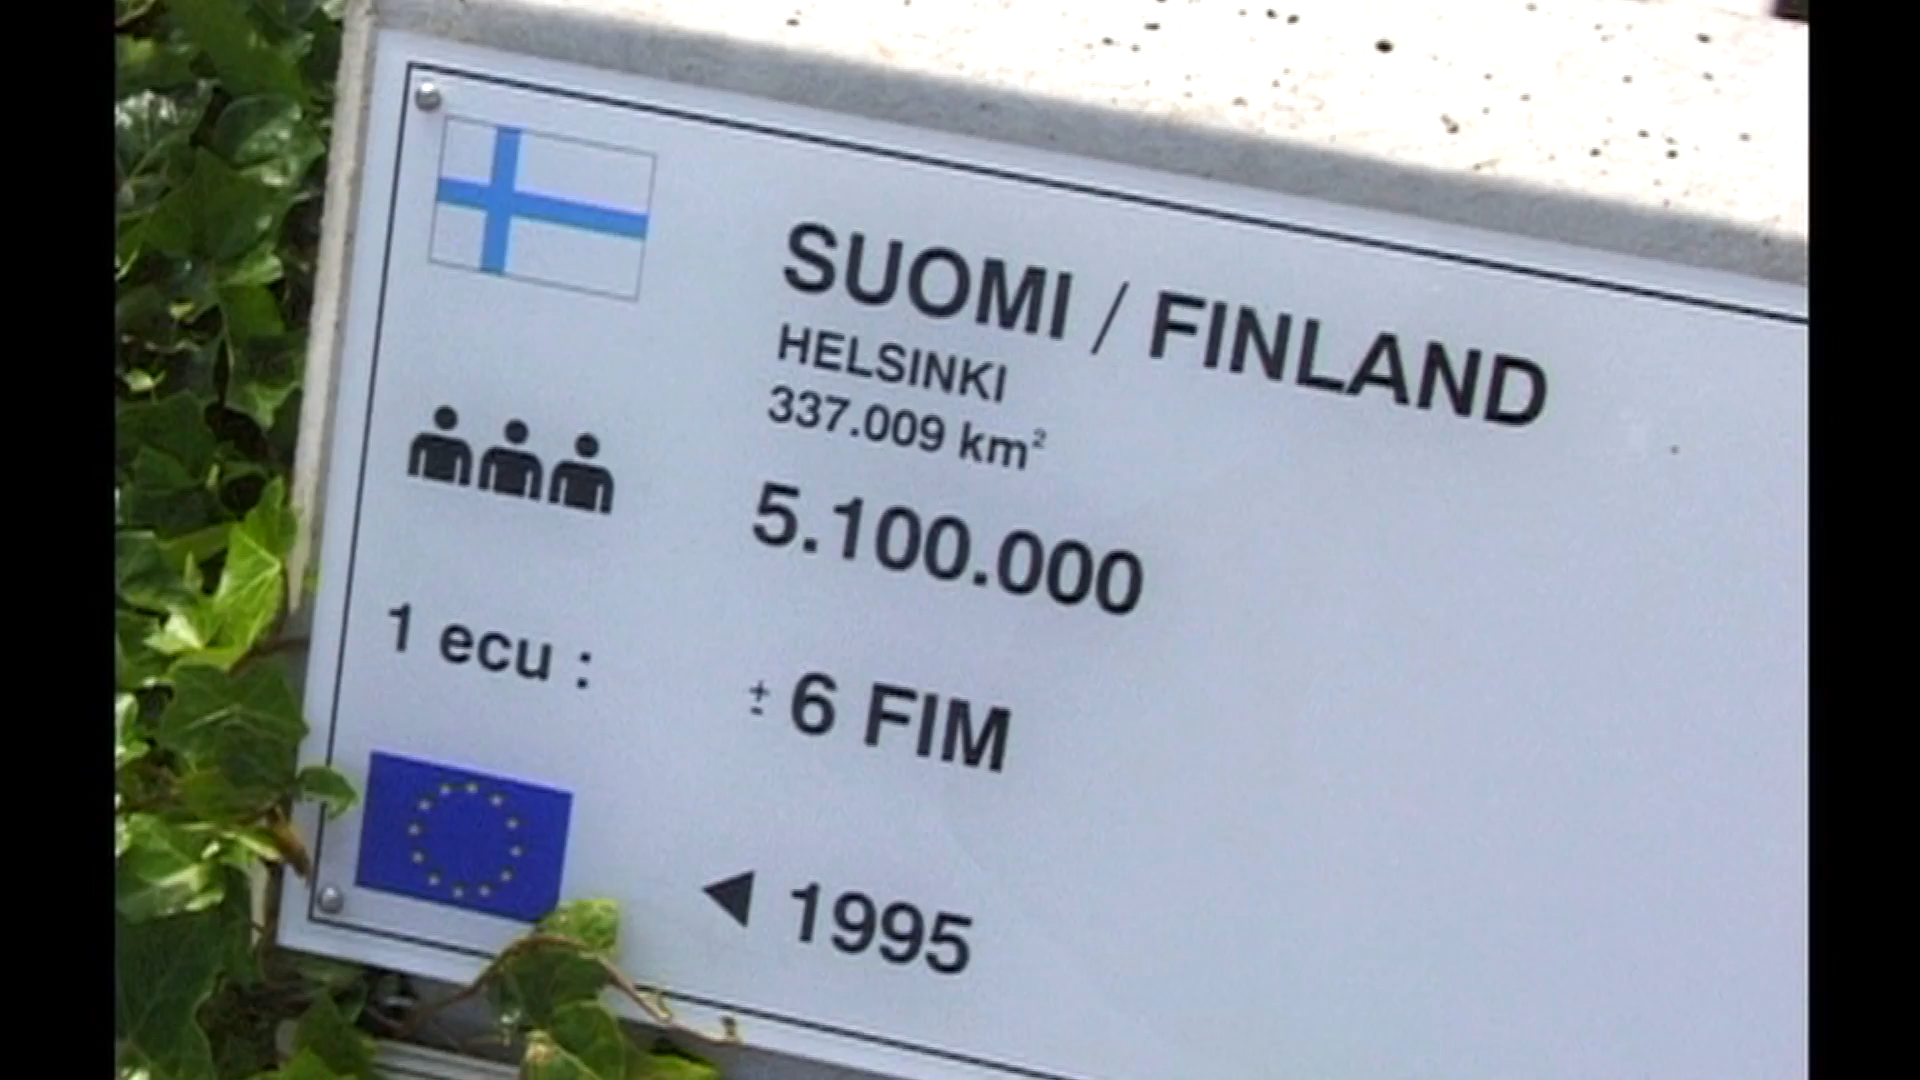 SUOMI / FINLAND
HELSINKI
337.009 km²
5.100.000
1 ecu : ± 6 FIM
◀ 1995